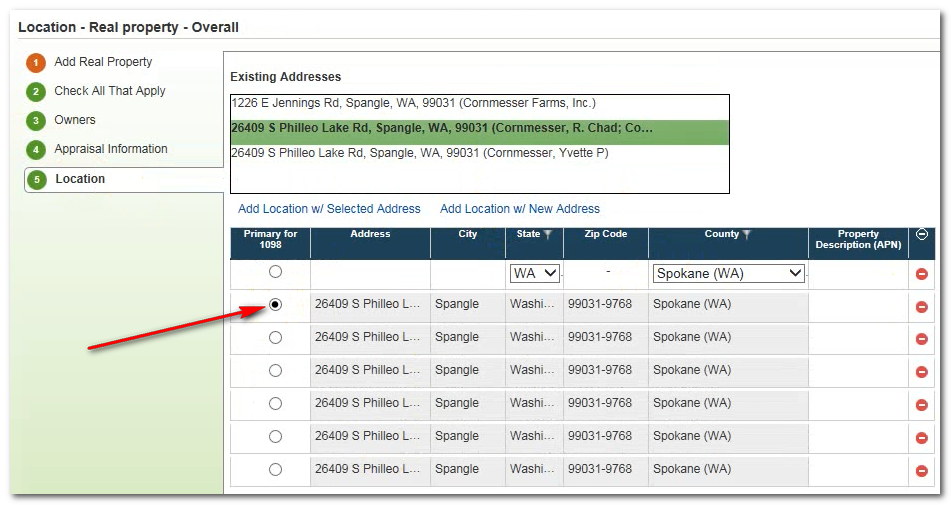 Location - Real property - Overall
1 Add Real Property
2 Check All That Apply
3 Owners
4 Appraisal Information
5 Location
Existing Addresses
1226 E Jennings Rd, Spangle, WA, 99031 (Cornmesser Farms, Inc.)
26409 S Philleo Lake Rd, Spangle, WA, 99031 (Cornmesser, R. Chad; Co...
26409 S Philleo Lake Rd, Spangle, WA, 99031 (Cornmesser, Yvette P)
Add Location w/ Selected Address Add Location w/ New Address
Primary for 1098 Address City State Zip Code County Property Description (APN)
WA - Spokane (WA)
26409 S Philleo L... Spangle Washi... 99031-9768 Spokane (WA)
26409 S Philleo L... Spangle Washi... 99031-9768 Spokane (WA)
26409 S Philleo L... Spangle Washi... 99031-9768 Spokane (WA)
26409 S Philleo L... Spangle Washi... 99031-9768 Spokane (WA)
26409 S Philleo L... Spangle Washi... 99031-9768 Spokane (WA)
26409 S Philleo L... Spangle Washi... 99031-9768 Spokane (WA)